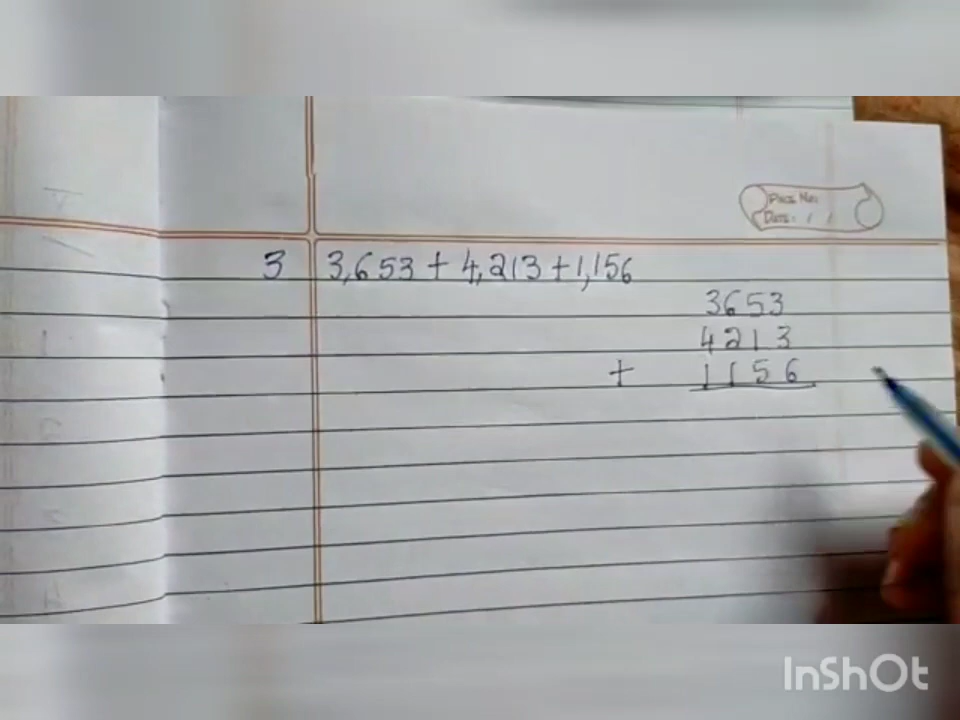 Page No:
Date: / /
3 3,653 + 4,213 + 1,156
3653
4213
+ 1156
InShOt